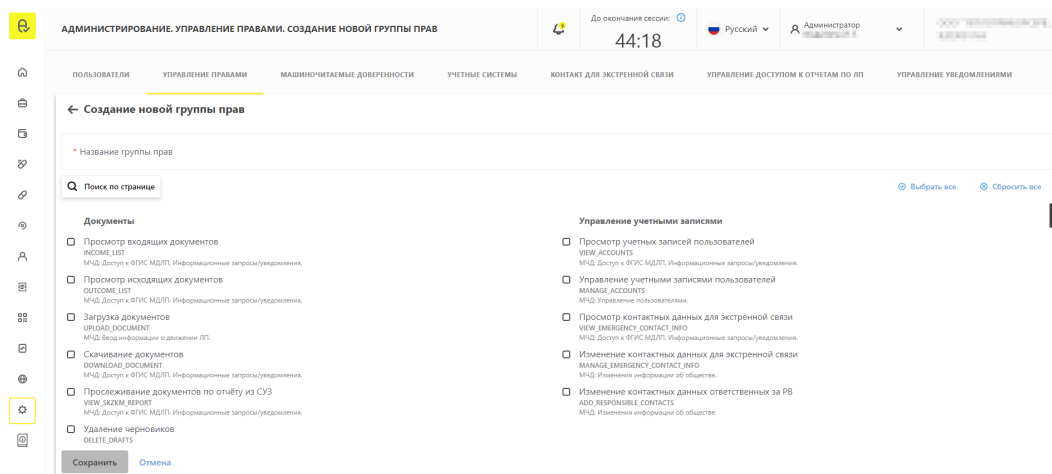 АДМИНИСТРИРОВАНИЕ. УПРАВЛЕНИЕ ПРАВАМИ. СОЗДАНИЕ НОВОЙ ГРУППЫ ПРАВ
До окончания сессии:
44:18
Русский
Администратор
ПОЛЬЗОВАТЕЛИ
УПРАВЛЕНИЕ ПРАВАМИ
МАШИНОЧИТАЕМЫЕ ДОВЕРЕННОСТИ
УЧЕТНЫЕ СИСТЕМЫ
КОНТАКТ ДЛЯ ЭКСТРЕННОЙ СВЯЗИ
УПРАВЛЕНИЕ ДОСТУПОМ К ОТЧЕТАМ ПО ЛП
УПРАВЛЕНИЕ УВЕДОМЛЕНИЯМИ
Создание новой группы прав
* Название группы прав
Поиск по странице
Выбрать все
Сбросить все
Документы
Просмотр входящих документов
INCOME_LIST
МЧД: Доступ к ФГИС МДЛП. Информационные запросы/уведомления.
Просмотр исходящих документов
OUTCOME_LIST
МЧД: Доступ к ФГИС МДЛП. Информационные запросы/уведомления.
Загрузка документов
UPLOAD_DOCUMENT
МЧД: Ввод информации о движении ЛП.
Скачивание документов
DOWNLOAD_DOCUMENT
МЧД: Доступ к ФГИС МДЛП. Информационные запросы/уведомления.
Прослеживание документов по отчёту из СУЗ
VIEW_SKZKM_REPORT
МЧД: Доступ к ФГИС МДЛП. Информационные запросы/уведомления.
Удаление черновиков
DELETE_DRAFTS
Управление учетными записями
Просмотр учетных записей пользователей
VIEW_ACCOUNTS
МЧД: Доступ к ФГИС МДЛП. Информационные запросы/уведомления.
Управление учетными записями пользователей
MANAGE_ACCOUNTS
МЧД: Управление пользователями.
Просмотр контактных данных для экстренной связи
VIEW_EMERGENCY_CONTACT_INFO
МЧД: Доступ к ФГИС МДЛП. Информационные запросы/уведомления.
Изменение контактных данных для экстренной связи
MANAGE_EMERGENCY_CONTACT_INFO
МЧД: Изменения информации об обществе.
Изменение контактных данных ответственных за РВ
ADD_RESPONSIBLE_CONTACTS
МЧД: Изменения информации об обществе.
Сохранить
Отмена